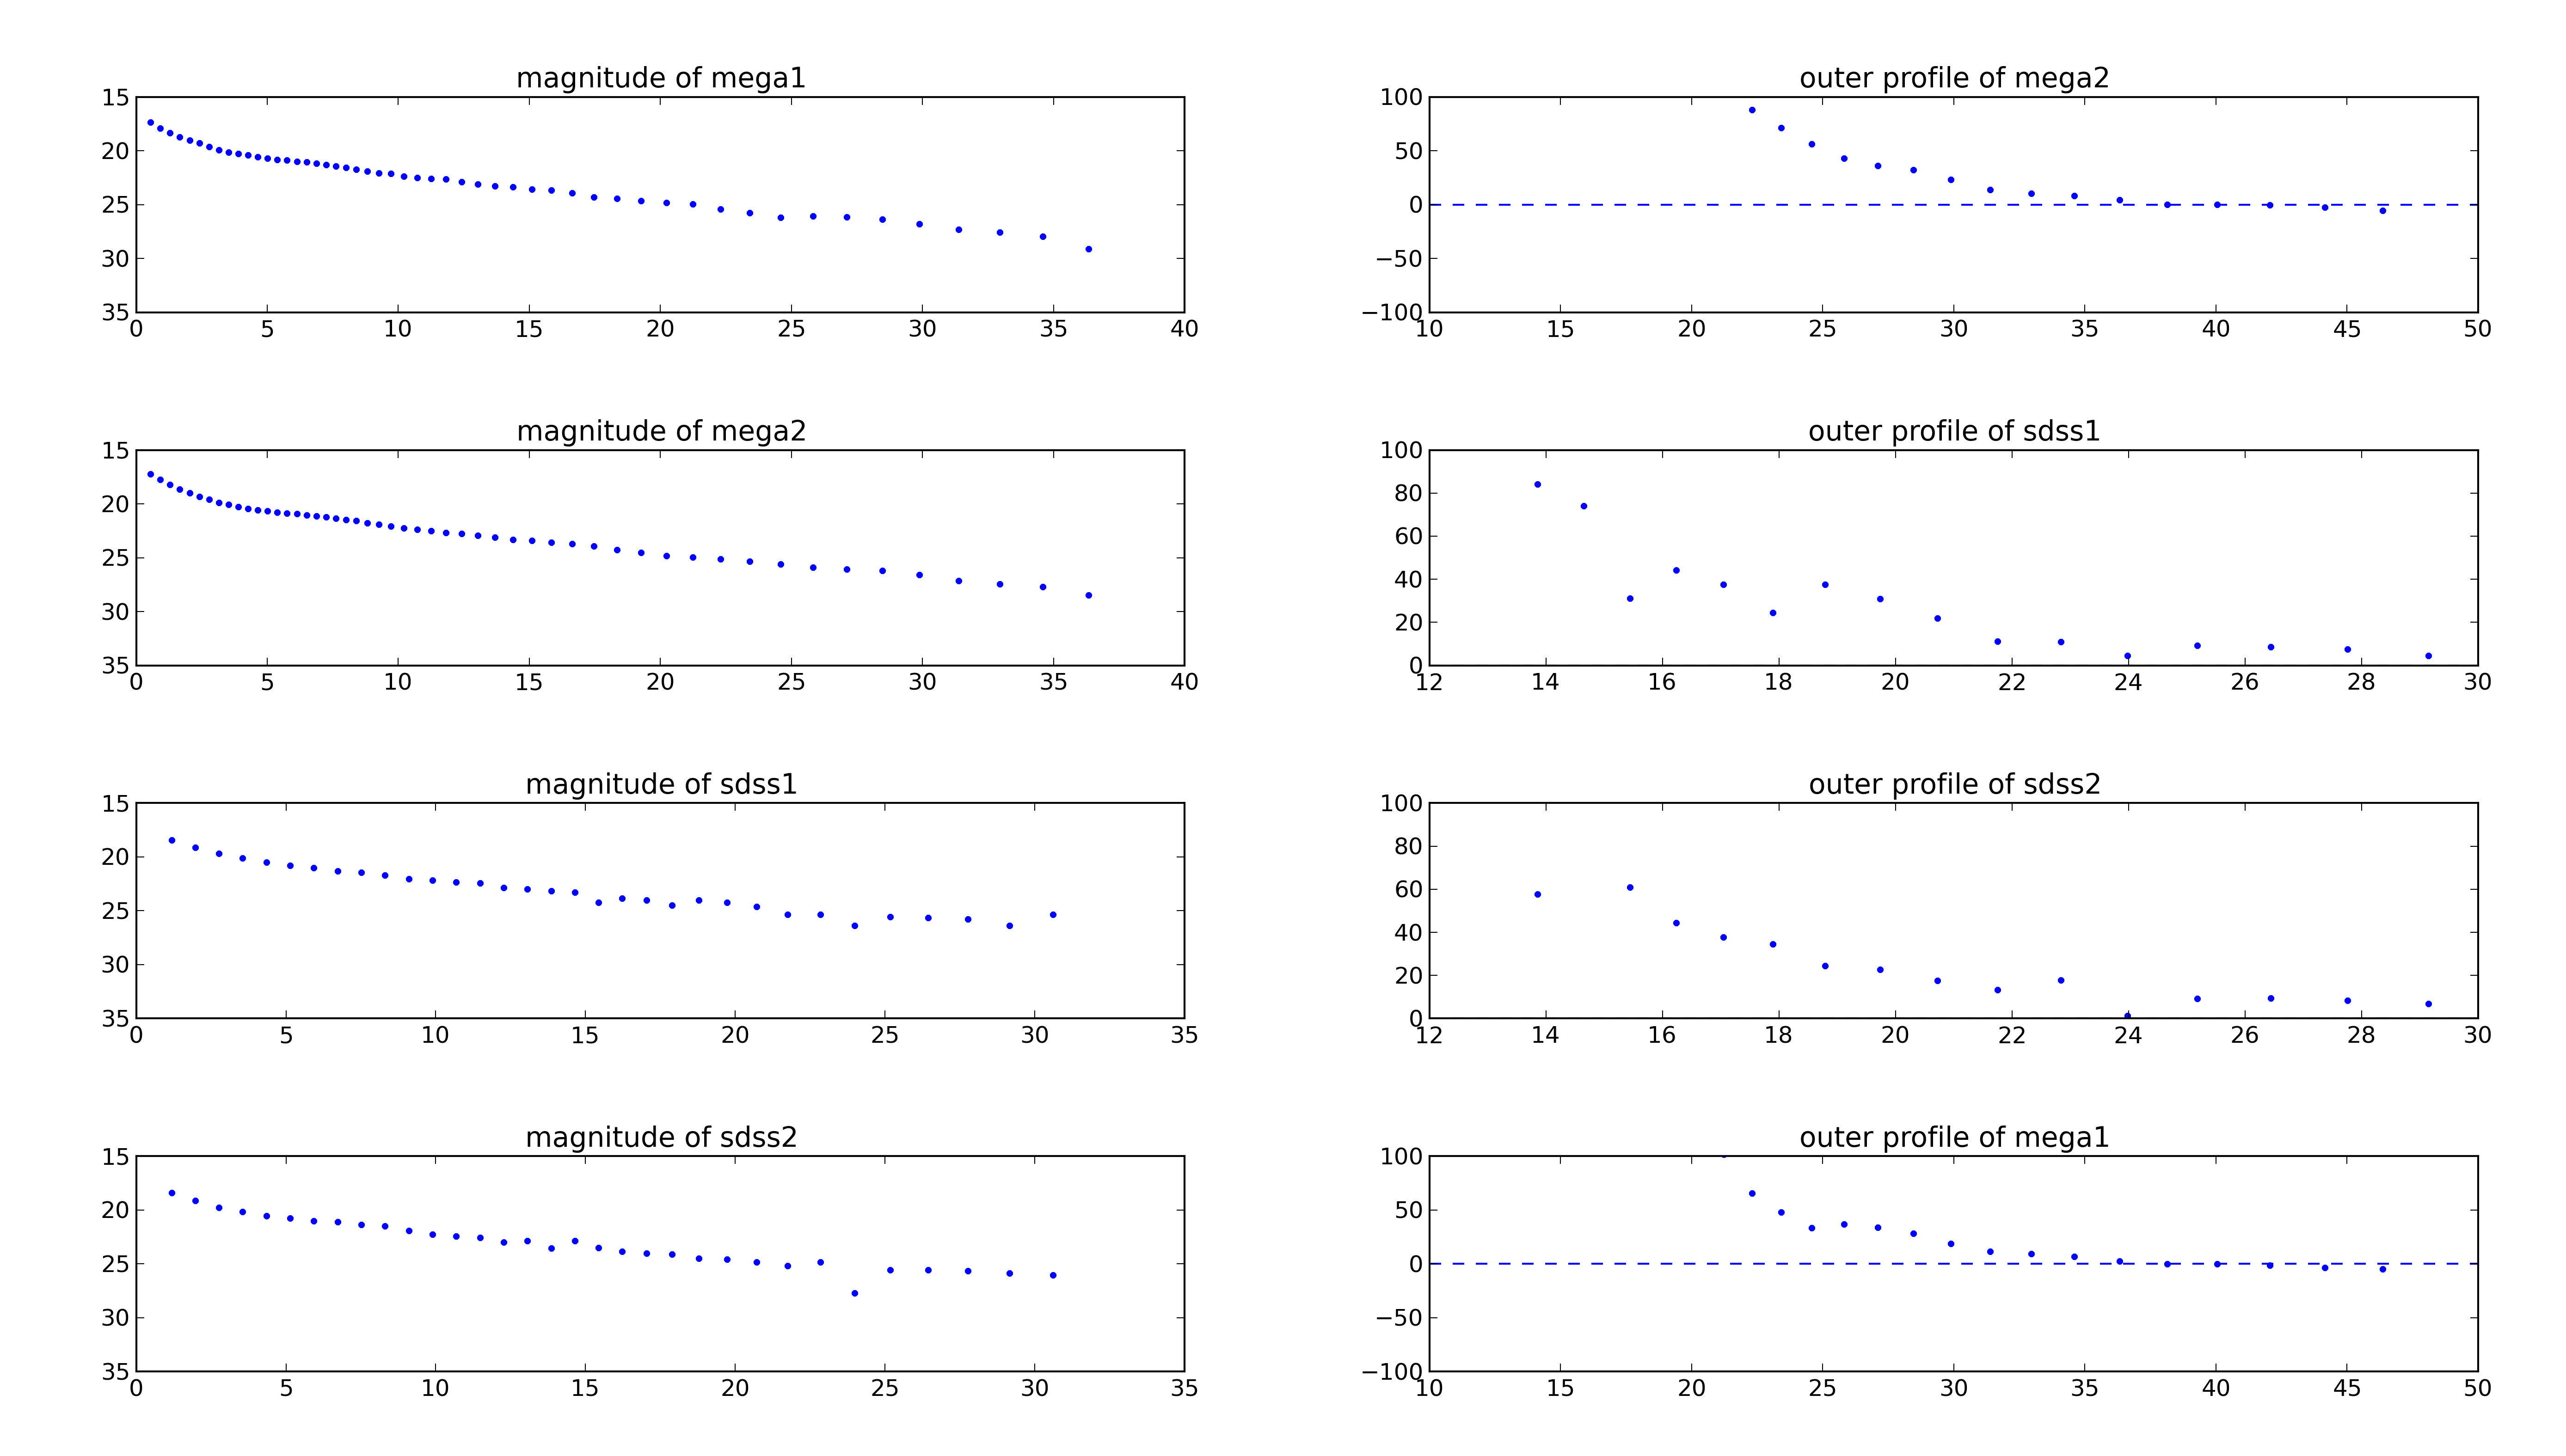 magnitude of mega1
15
20
25
30
35
0 5 10 15 20 25 30 35 40
outer profile of mega2
100
50
0
−50
−100
10 15 20 25 30 35 40 45 50
magnitude of mega2
15
20
25
30
35
0 5 10 15 20 25 30 35 40
outer profile of sdss1
100
80
60
40
20
0
12 14 16 18 20 22 24 26 28 30
magnitude of sdss1
15
20
25
30
35
0 5 10 15 20 25 30 35
outer profile of sdss2
100
80
60
40
20
0
12 14 16 18 20 22 24 26 28 30
magnitude of sdss2
15
20
25
30
35
0 5 10 15 20 25 30 35
outer profile of mega1
100
50
0
−50
−100
10 15 20 25 30 35 40 45 50